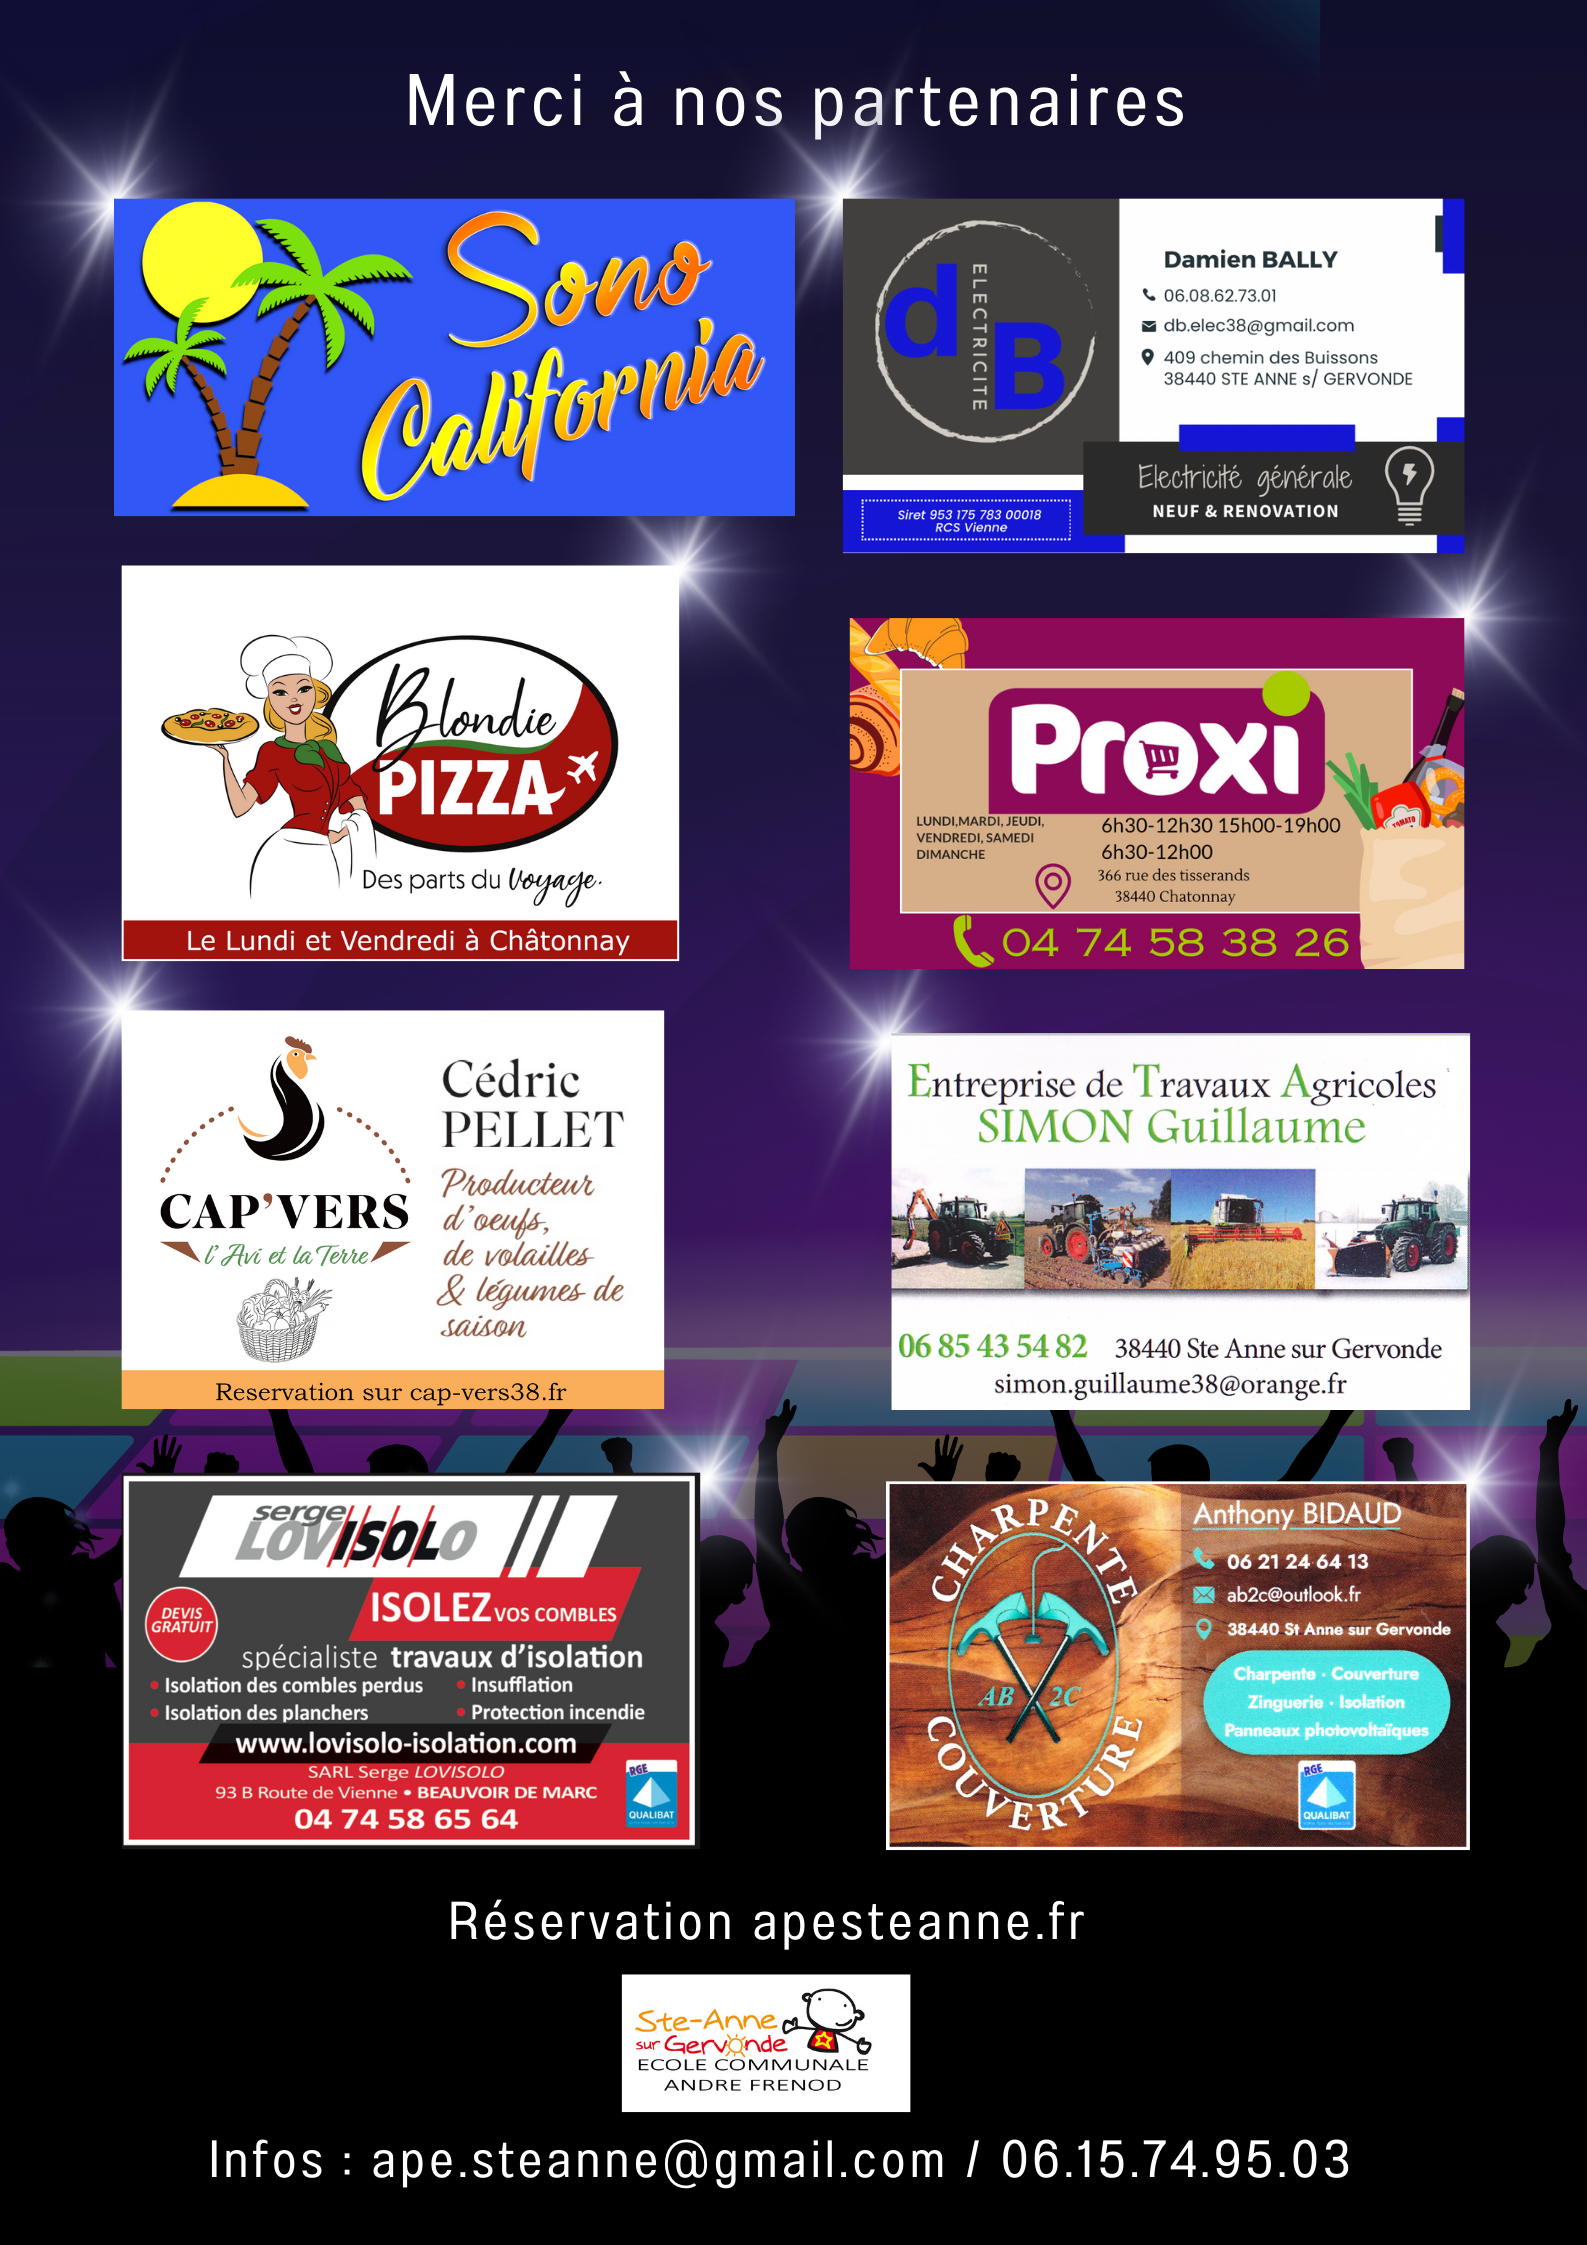 Merci à nos partenaires
Sono
California
dB
ELECTRICITE
Damien BALLY
06.08.62.73.01
db.elec38@gmail.com
409 chemin des Buissons
38440 STE ANNE s/ GERVONDE
Electricité générale
NEUF & RENOVATION
Siret 953 175 783 00018
RCS Vienne
Blondie
PIZZA
Des parts du Voyage.
Le Lundi et Vendredi à Châtonnay
Proxi
LUNDI,MARDI, JEUDI,
VENDREDI, SAMEDI
DIMANCHE
6h30-12h30 15h00-19h00
6h30-12h00
366 rue des tisserands
38440 Chatonnay
TOMATO
04 74 58 38 26
CAP'VERS
l'Avi et la Terre
Cédric
PELLET
Producteur
d'oeufs,
de volailles
& légumes de
saison
Reservation sur cap-vers38.fr
Entreprise de Travaux Agricoles
SIMON Guillaume
06 85 43 54 82 38440 Ste Anne sur Gervonde
simon.guillaume38@orange.fr
serge
LOVISOLO
ISOLEZ VOS COMBLES
DEVIS
GRATUIT
spécialiste travaux d'isolation
• Isolation des combles perdus • Insufflation
• Isolation des planchers • Protection incendie
www.lovisolo-isolation.com
SARL Serge LOVISOLO
93 B Route de Vienne • BEAUVOIR DE MARC
04 74 58 65 64
RGE
QUALIBAT
CHARPENTE
AB 2C
COUVERTURE
Anthony BIDAUD
06 21 24 64 13
ab2c@outlook.fr
38440 St Anne sur Gervonde
Charpente · Couverture
Zinguerie · Isolation
Panneaux photovoltaïques
RGE
QUALIBAT
Réservation apesteanne.fr
Ste-Anne
sur Gervonde
ECOLE COMMUNALE
ANDRE FRENOD
Infos : ape.steanne@gmail.com / 06.15.74.95.03